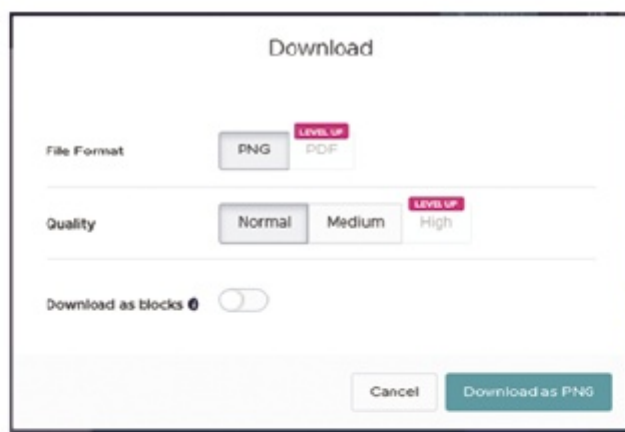 Download
LEVEL UP
File Format PNG PDF
LEVEL UP
Quality Normal Medium High
Download as blocks
Cancel Download as PNG